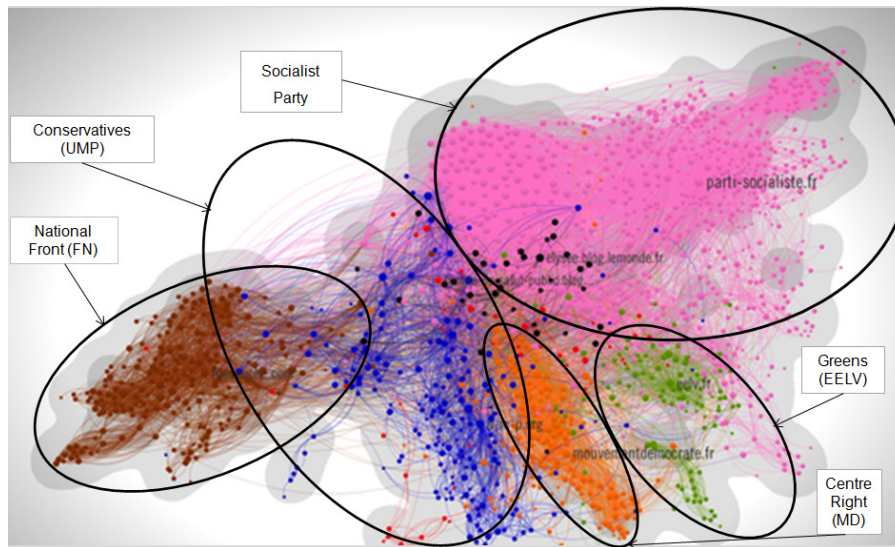 Socialist
Party
Conservatives
(UMP)
National
Front (FN)
parti-socialiste.fr
elysee.blog.lemonde.fr
Greens
(EELV)
eelv.fr
mouvementdemocrate.fr
Centre
Right
(MD)